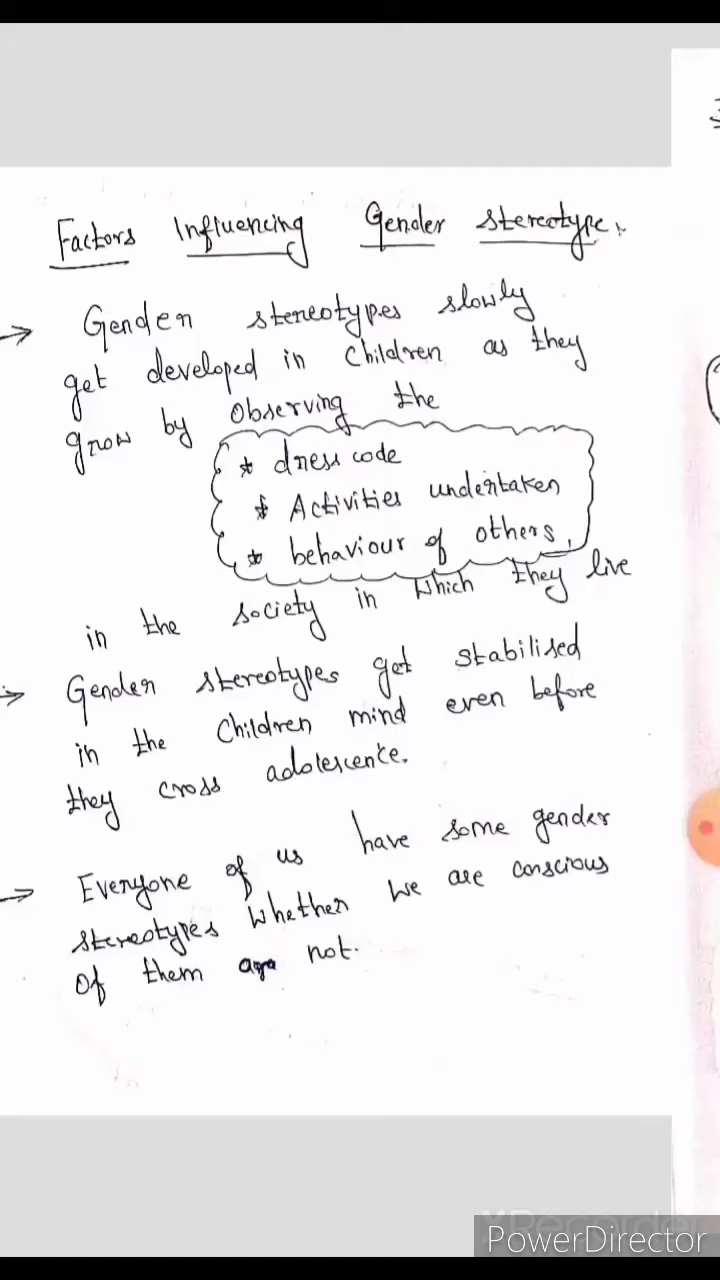 Factors Influencing Gender Stereotype.
→ Gender stereotypes slowly
get developed in children as they
grow by observing the
* dress code
* Activities undertaken
* behaviour of others,
in the society in which they live
→ Gender stereotypes get stabilised
in the children mind even before
they cross adolescence.
→ Everyone of us have some gender
stereotypes whether we are conscious
of them not.
PowerDirector